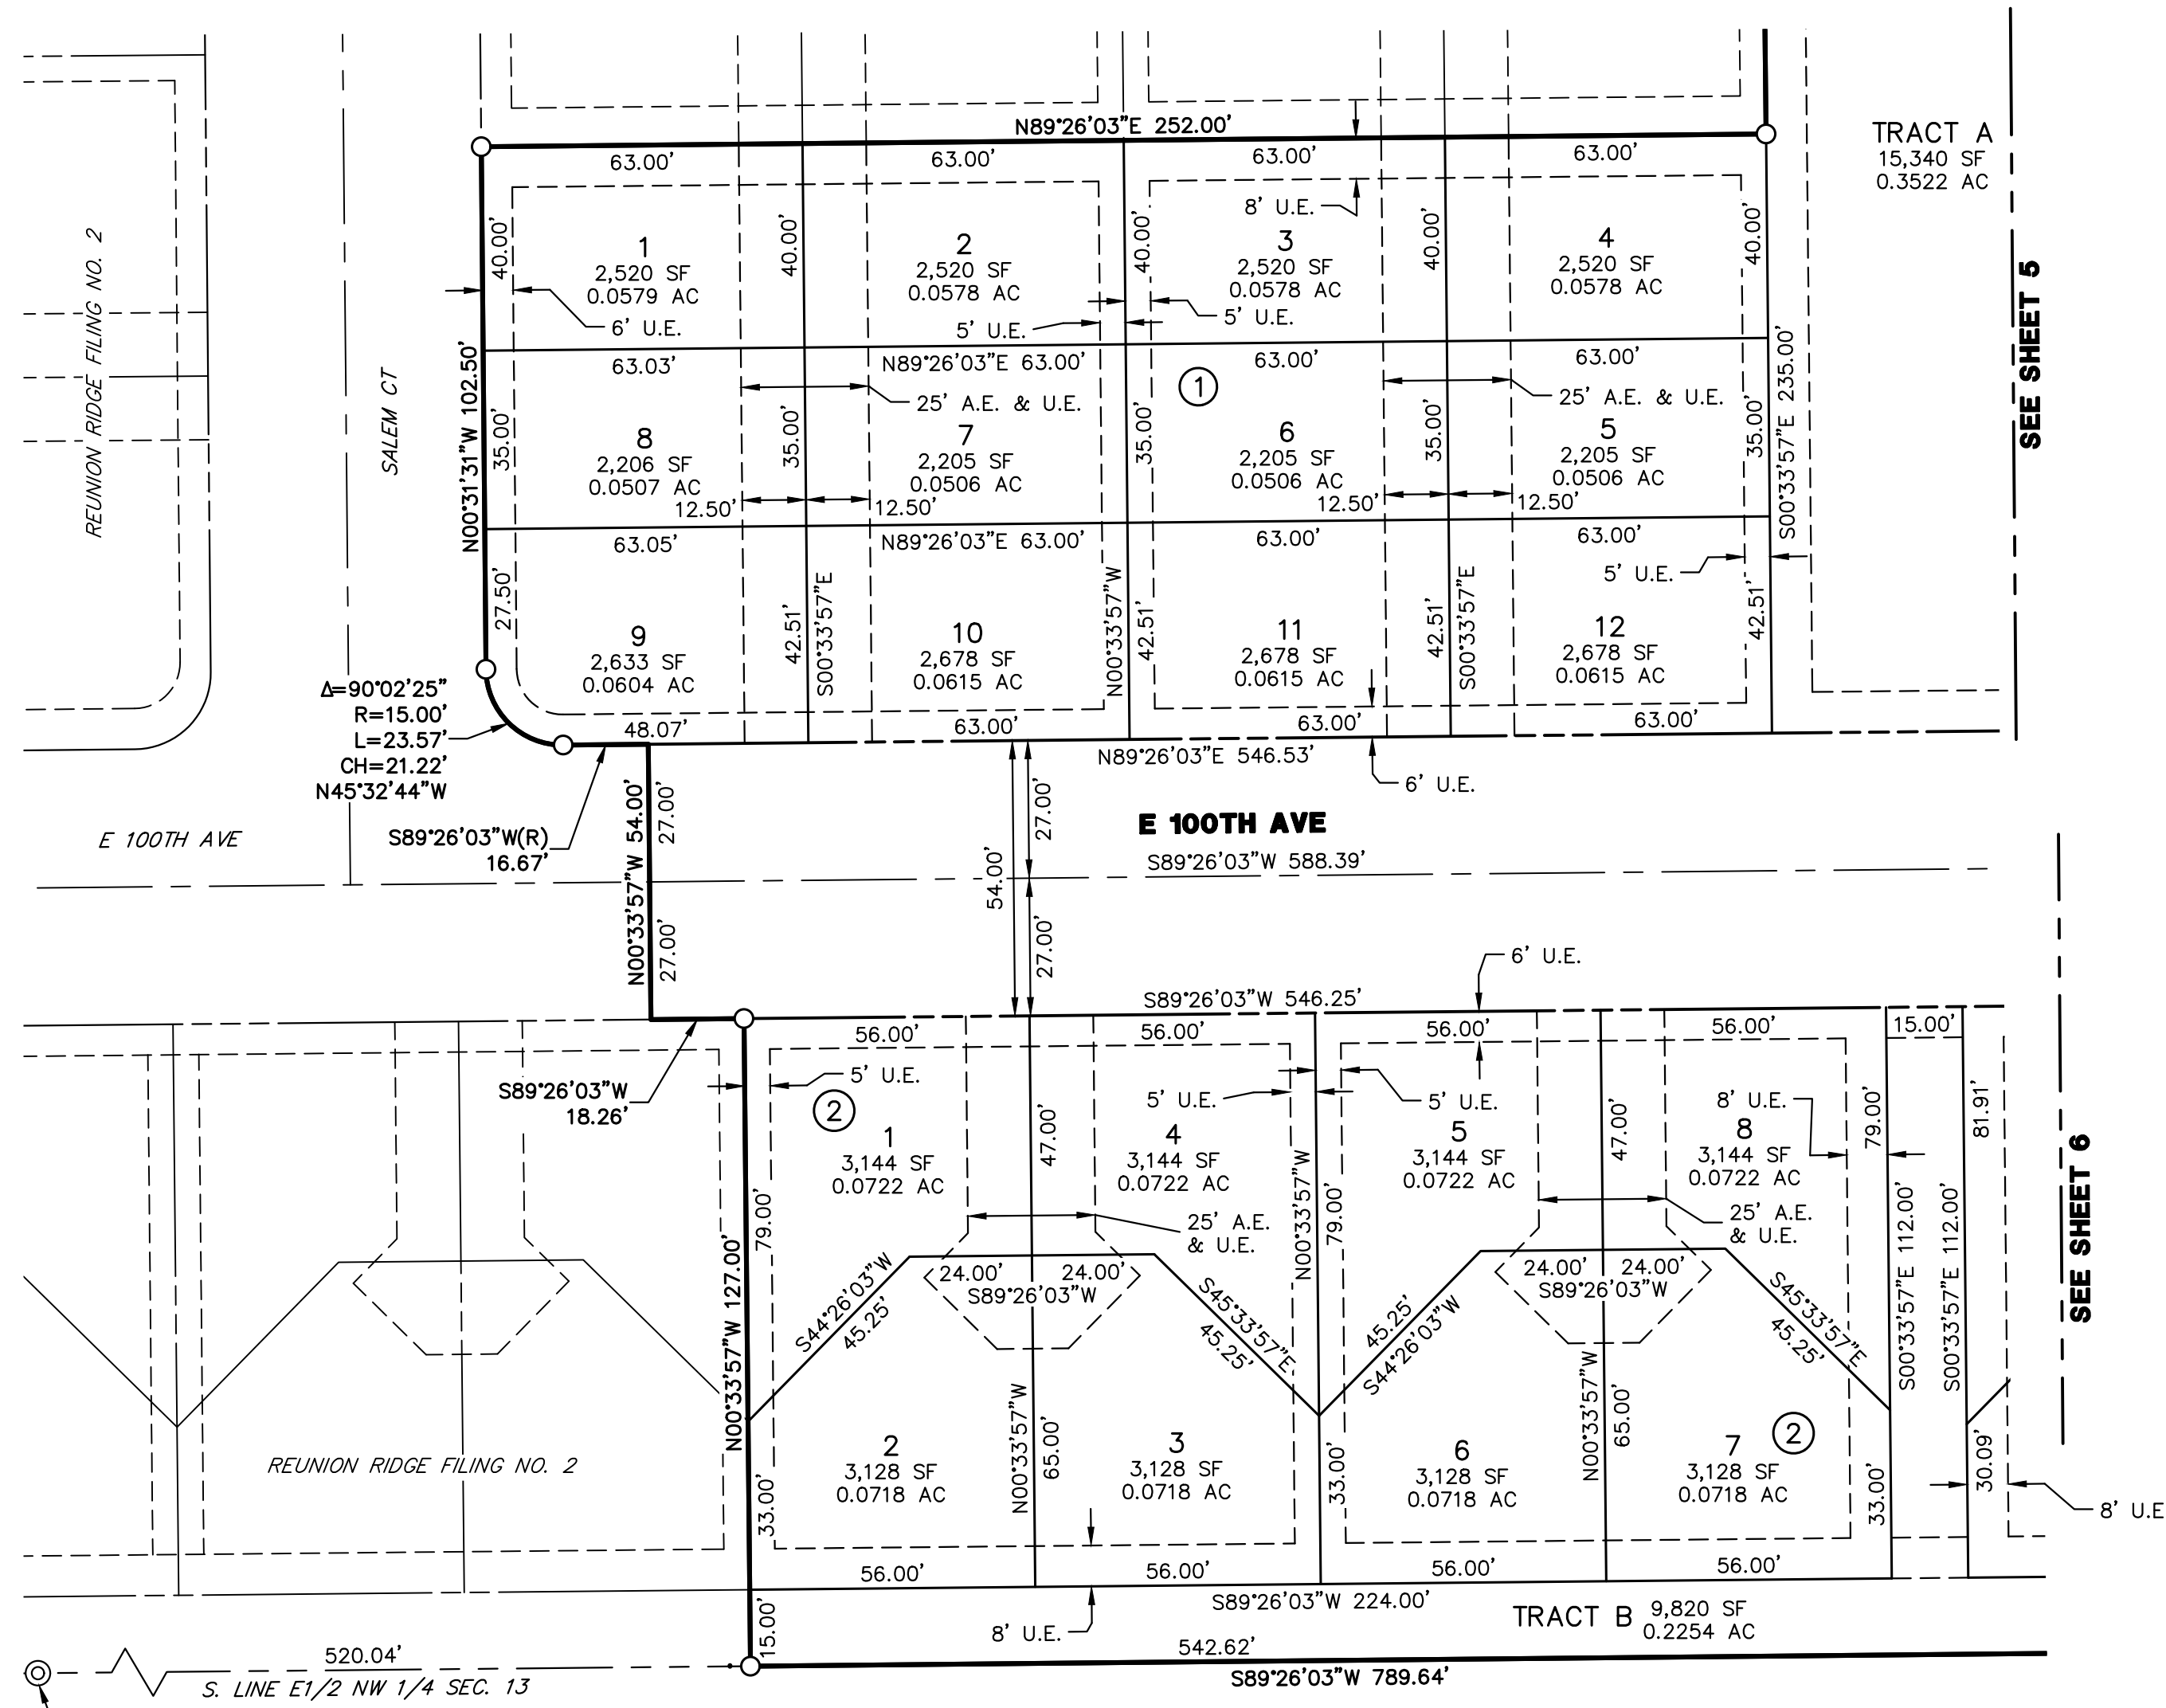 N89°26'03"E 252.00'
TRACT A
15,340 SF
0.3522 AC
SEE SHEET 5
63.00'
63.00'
63.00'
63.00'
8' U.E.
40.00'
40.00'
40.00'
40.00'
40.00'
1
2,520 SF
0.0579 AC
2
2,520 SF
0.0578 AC
3
2,520 SF
0.0578 AC
4
2,520 SF
0.0578 AC
6' U.E.
5' U.E.
5' U.E.
REUNION RIDGE FILING NO. 2
SALEM CT
N00°31'31"W 102.50'
63.03'
N89°26'03"E 63.00'
63.00'
63.00'
25' A.E. & U.E.
1
25' A.E. & U.E.
S00°33'57"E 235.00'
35.00'
35.00'
35.00'
35.00'
35.00'
8
2,206 SF
0.0507 AC
7
2,205 SF
0.0506 AC
6
2,205 SF
0.0506 AC
5
2,205 SF
0.0506 AC
12.50'
12.50'
12.50'
12.50'
63.05'
N89°26'03"E 63.00'
63.00'
63.00'
5' U.E.
27.50'
42.51'
S00°33'57"E
N00°33'57"W
42.51'
42.51'
S00°33'57"E
42.51'
9
2,633 SF
0.0604 AC
10
2,678 SF
0.0615 AC
11
2,678 SF
0.0615 AC
12
2,678 SF
0.0615 AC
Δ=90°02'25"
R=15.00'
L=23.57'
CH=21.22'
N45°32'44"W
48.07'
63.00'
63.00'
63.00'
N89°26'03"E 546.53'
6' U.E.
E 100TH AVE
S89°26'03"W(R)
16.67'
N00°33'57"W 54.00'
27.00'
27.00'
54.00'
27.00'
27.00'
E 100TH AVE
S89°26'03"W 588.39'
6' U.E.
S89°26'03"W 546.25'
S89°26'03"W
18.26'
56.00'
56.00'
56.00'
56.00'
15.00'
5' U.E.
5' U.E.
5' U.E.
8' U.E.
2
1
3,144 SF
0.0722 AC
4
3,144 SF
0.0722 AC
5
3,144 SF
0.0722 AC
8
3,144 SF
0.0722 AC
47.00'
47.00'
79.00'
79.00'
79.00'
81.91'
N00°33'57"W
25' A.E.
& U.E.
25' A.E.
& U.E.
S00°33'57"E 112.00'
S00°33'57"E 112.00'
SEE SHEET 6
N00°33'57"W 127.00'
S44°26'03"W
45.25'
24.00'
24.00'
S89°26'03"W
S45°33'57"E
45.25'
45.25'
S44°26'03"W
24.00'
24.00'
S89°26'03"W
S45°33'57"E
45.25'
REUNION RIDGE FILING NO. 2
2
3,128 SF
0.0718 AC
3
3,128 SF
0.0718 AC
6
3,128 SF
0.0718 AC
7
3,128 SF
0.0718 AC
2
N00°33'57"W
65.00'
N00°33'57"W
65.00'
33.00'
33.00'
33.00'
30.09'
8' U.E
56.00'
56.00'
56.00'
56.00'
S89°26'03"W 224.00'
TRACT B
9,820 SF
0.2254 AC
15.00'
8' U.E.
520.04'
S. LINE E1/2 NW 1/4 SEC. 13
542.62'
S89°26'03"W 789.64'